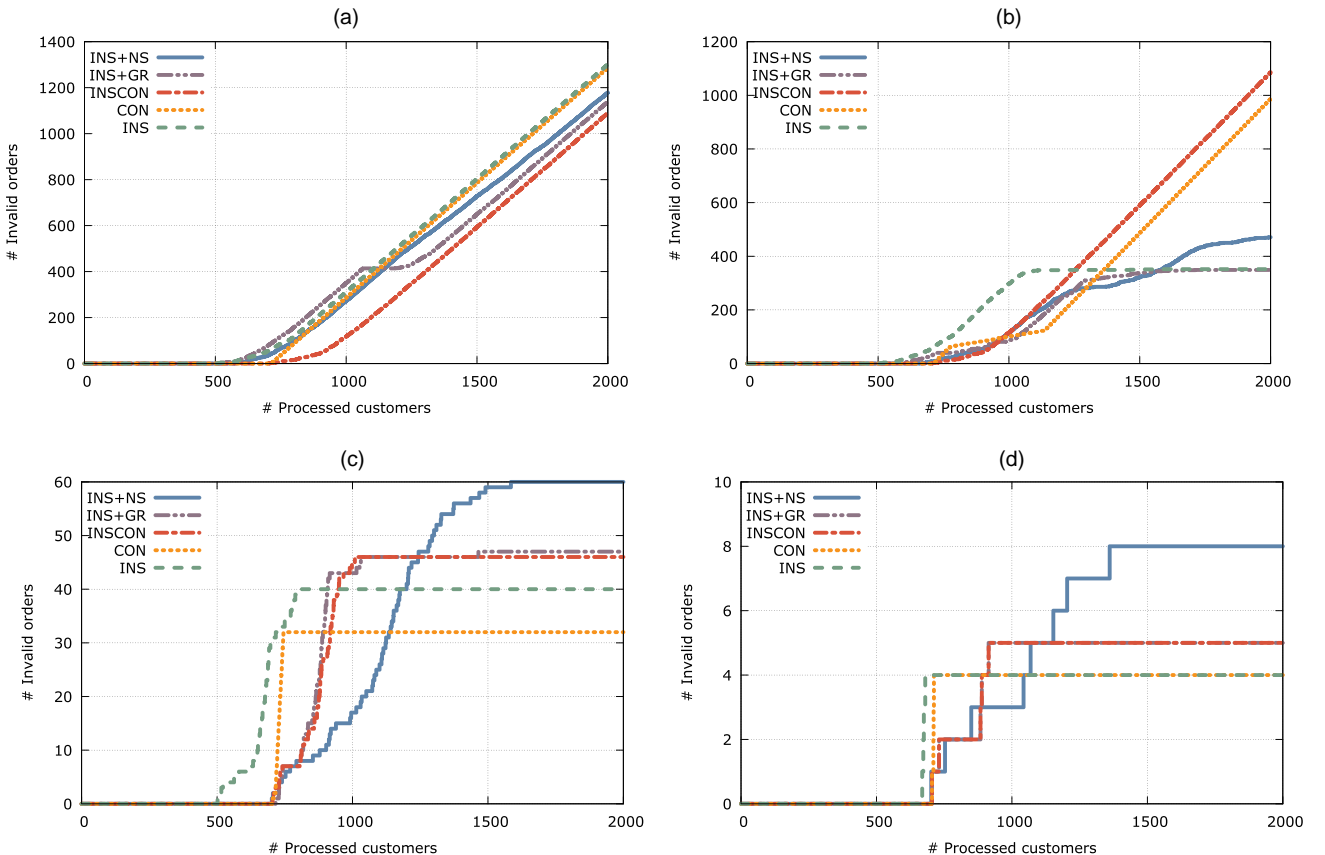 (a)
1400
1200
1000
800
600
400
200
0
# Invalid orders
INS+NS
INS+GR
INSCON
CON
INS
0 500 1000 1500 2000
# Processed customers
(b)
1200
1000
800
600
400
200
0
# Invalid orders
INS+NS
INS+GR
INSCON
CON
INS
0 500 1000 1500 2000
# Processed customers
(c)
60
50
40
30
20
10
0
# Invalid orders
INS+NS
INS+GR
INSCON
CON
INS
0 500 1000 1500 2000
# Processed customers
(d)
10
8
6
4
2
0
# Invalid orders
INS+NS
INS+GR
INSCON
CON
INS
0 500 1000 1500 2000
# Processed customers